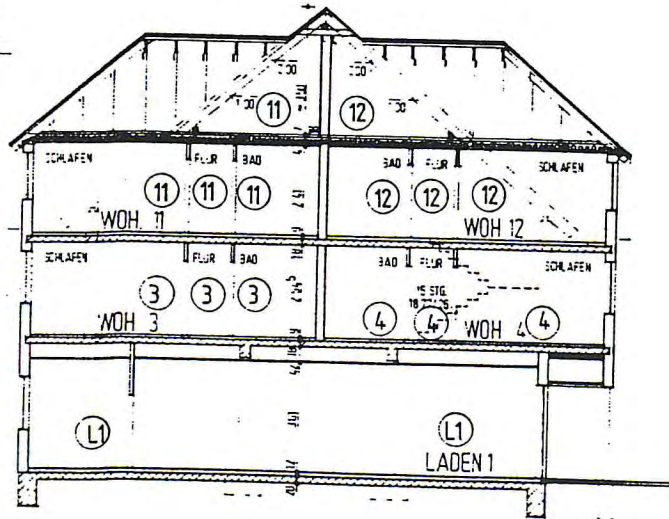 11 12
SCHLAFEN FLUR BAD BAD FLUR SCHLAFEN
11 11 11 12 12 12
WOH. 11 WOH 12
SCHLAFEN FLUR BAD BAD FLUR SCHLAFEN
15 STG.
3 3 3 4 4 4
WOH 3 WOH 4
L1 L1
LADEN 1